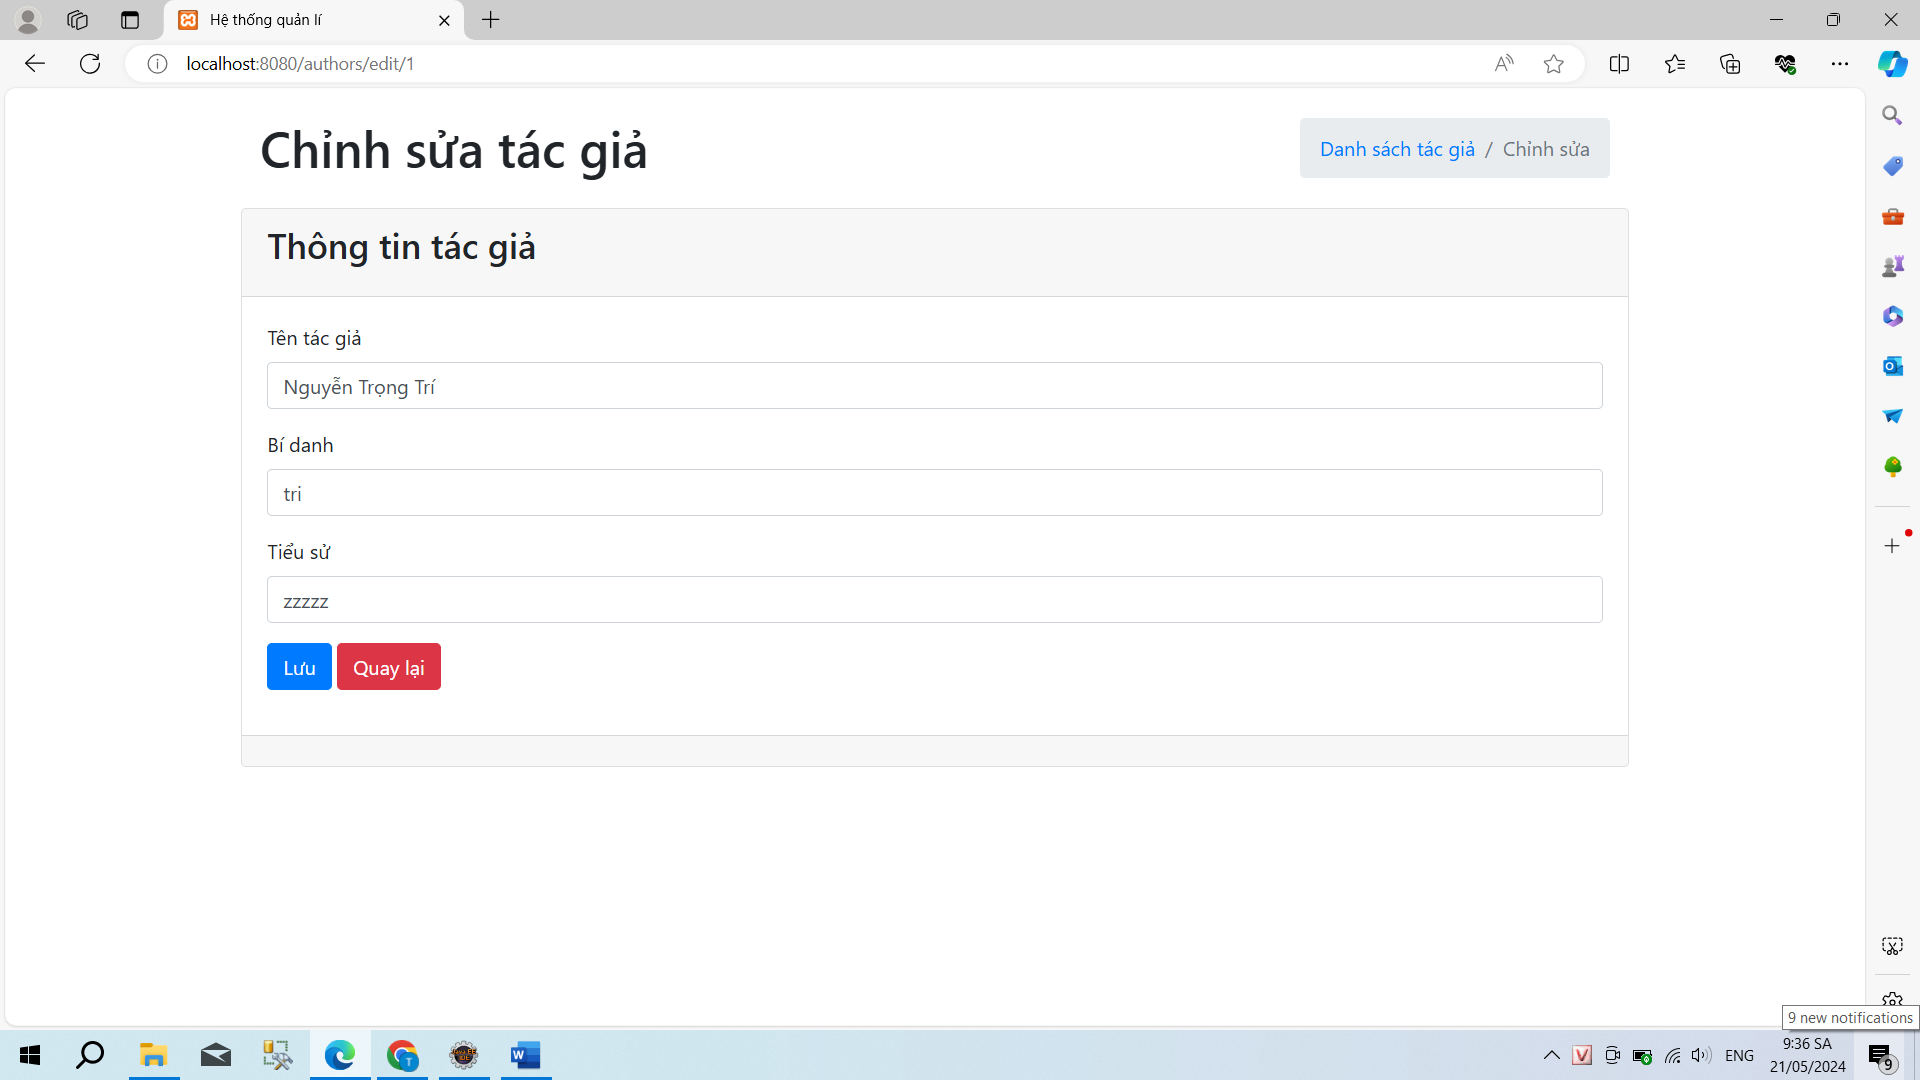 Hệ thống quản lí
localhost:8080/authors/edit/1
Chỉnh sửa tác giả
Danh sách tác giả / Chỉnh sửa
Thông tin tác giả
Tên tác giả
Nguyễn Trọng Trí
Bí danh
tri
Tiểu sử
zzzzz
Lưu Quay lại
9 new notifications
ENG
9:36 SA
21/05/2024
9